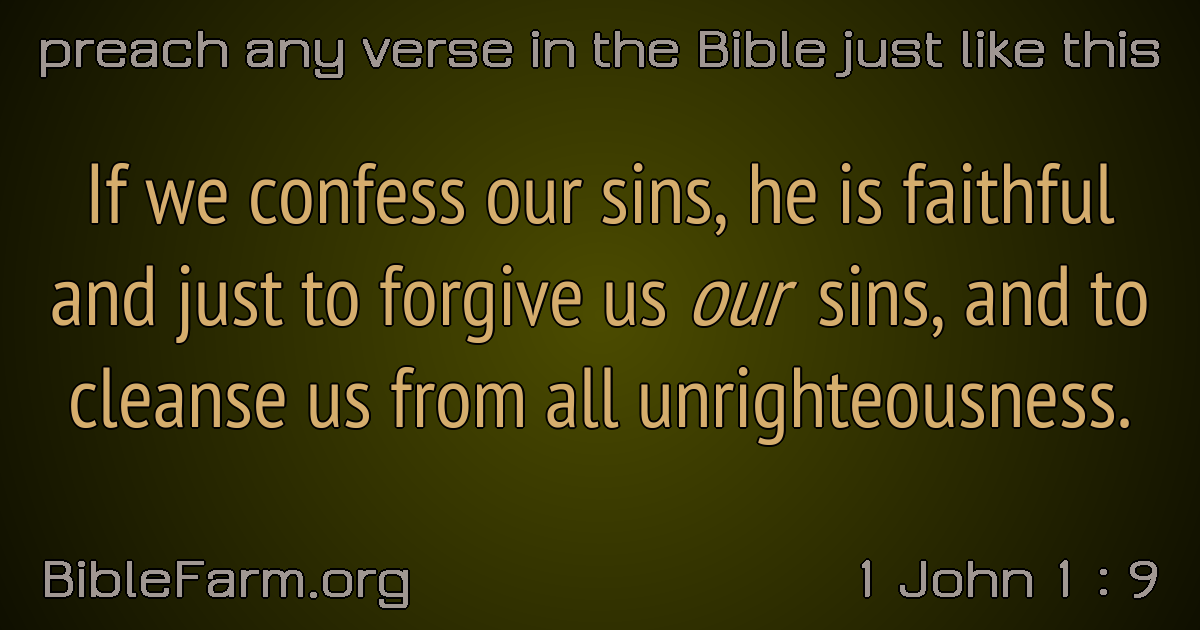 preach any verse in the Bible just like this
If we confess our sins, he is faithful
and just to forgive us our sins, and to
cleanse us from all unrighteousness.
BibleFarm.org
1 John 1 : 9